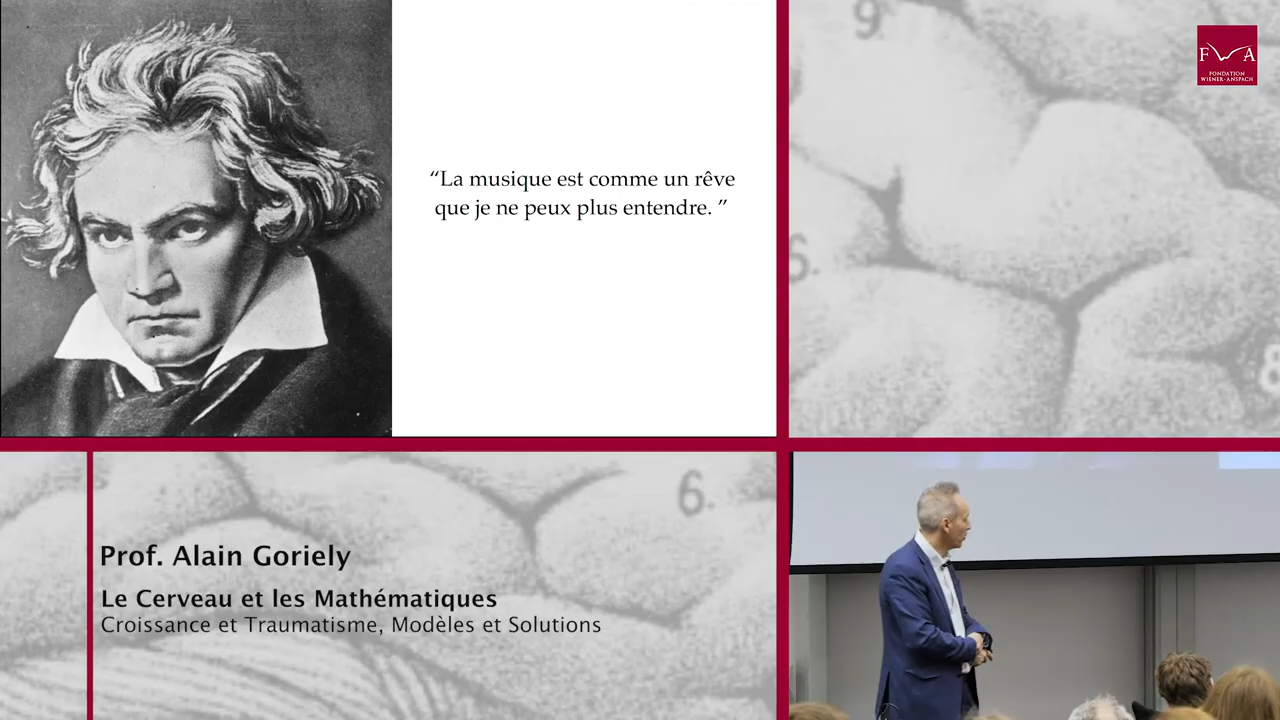 “La musique est comme un rêve
que je ne peux plus entendre. ”
9.
6.
8
F A
FONDATION
WIENER-ANSPACH
6.
Prof. Alain Goriely
Le Cerveau et les Mathématiques
Croissance et Traumatisme, Modèles et Solutions